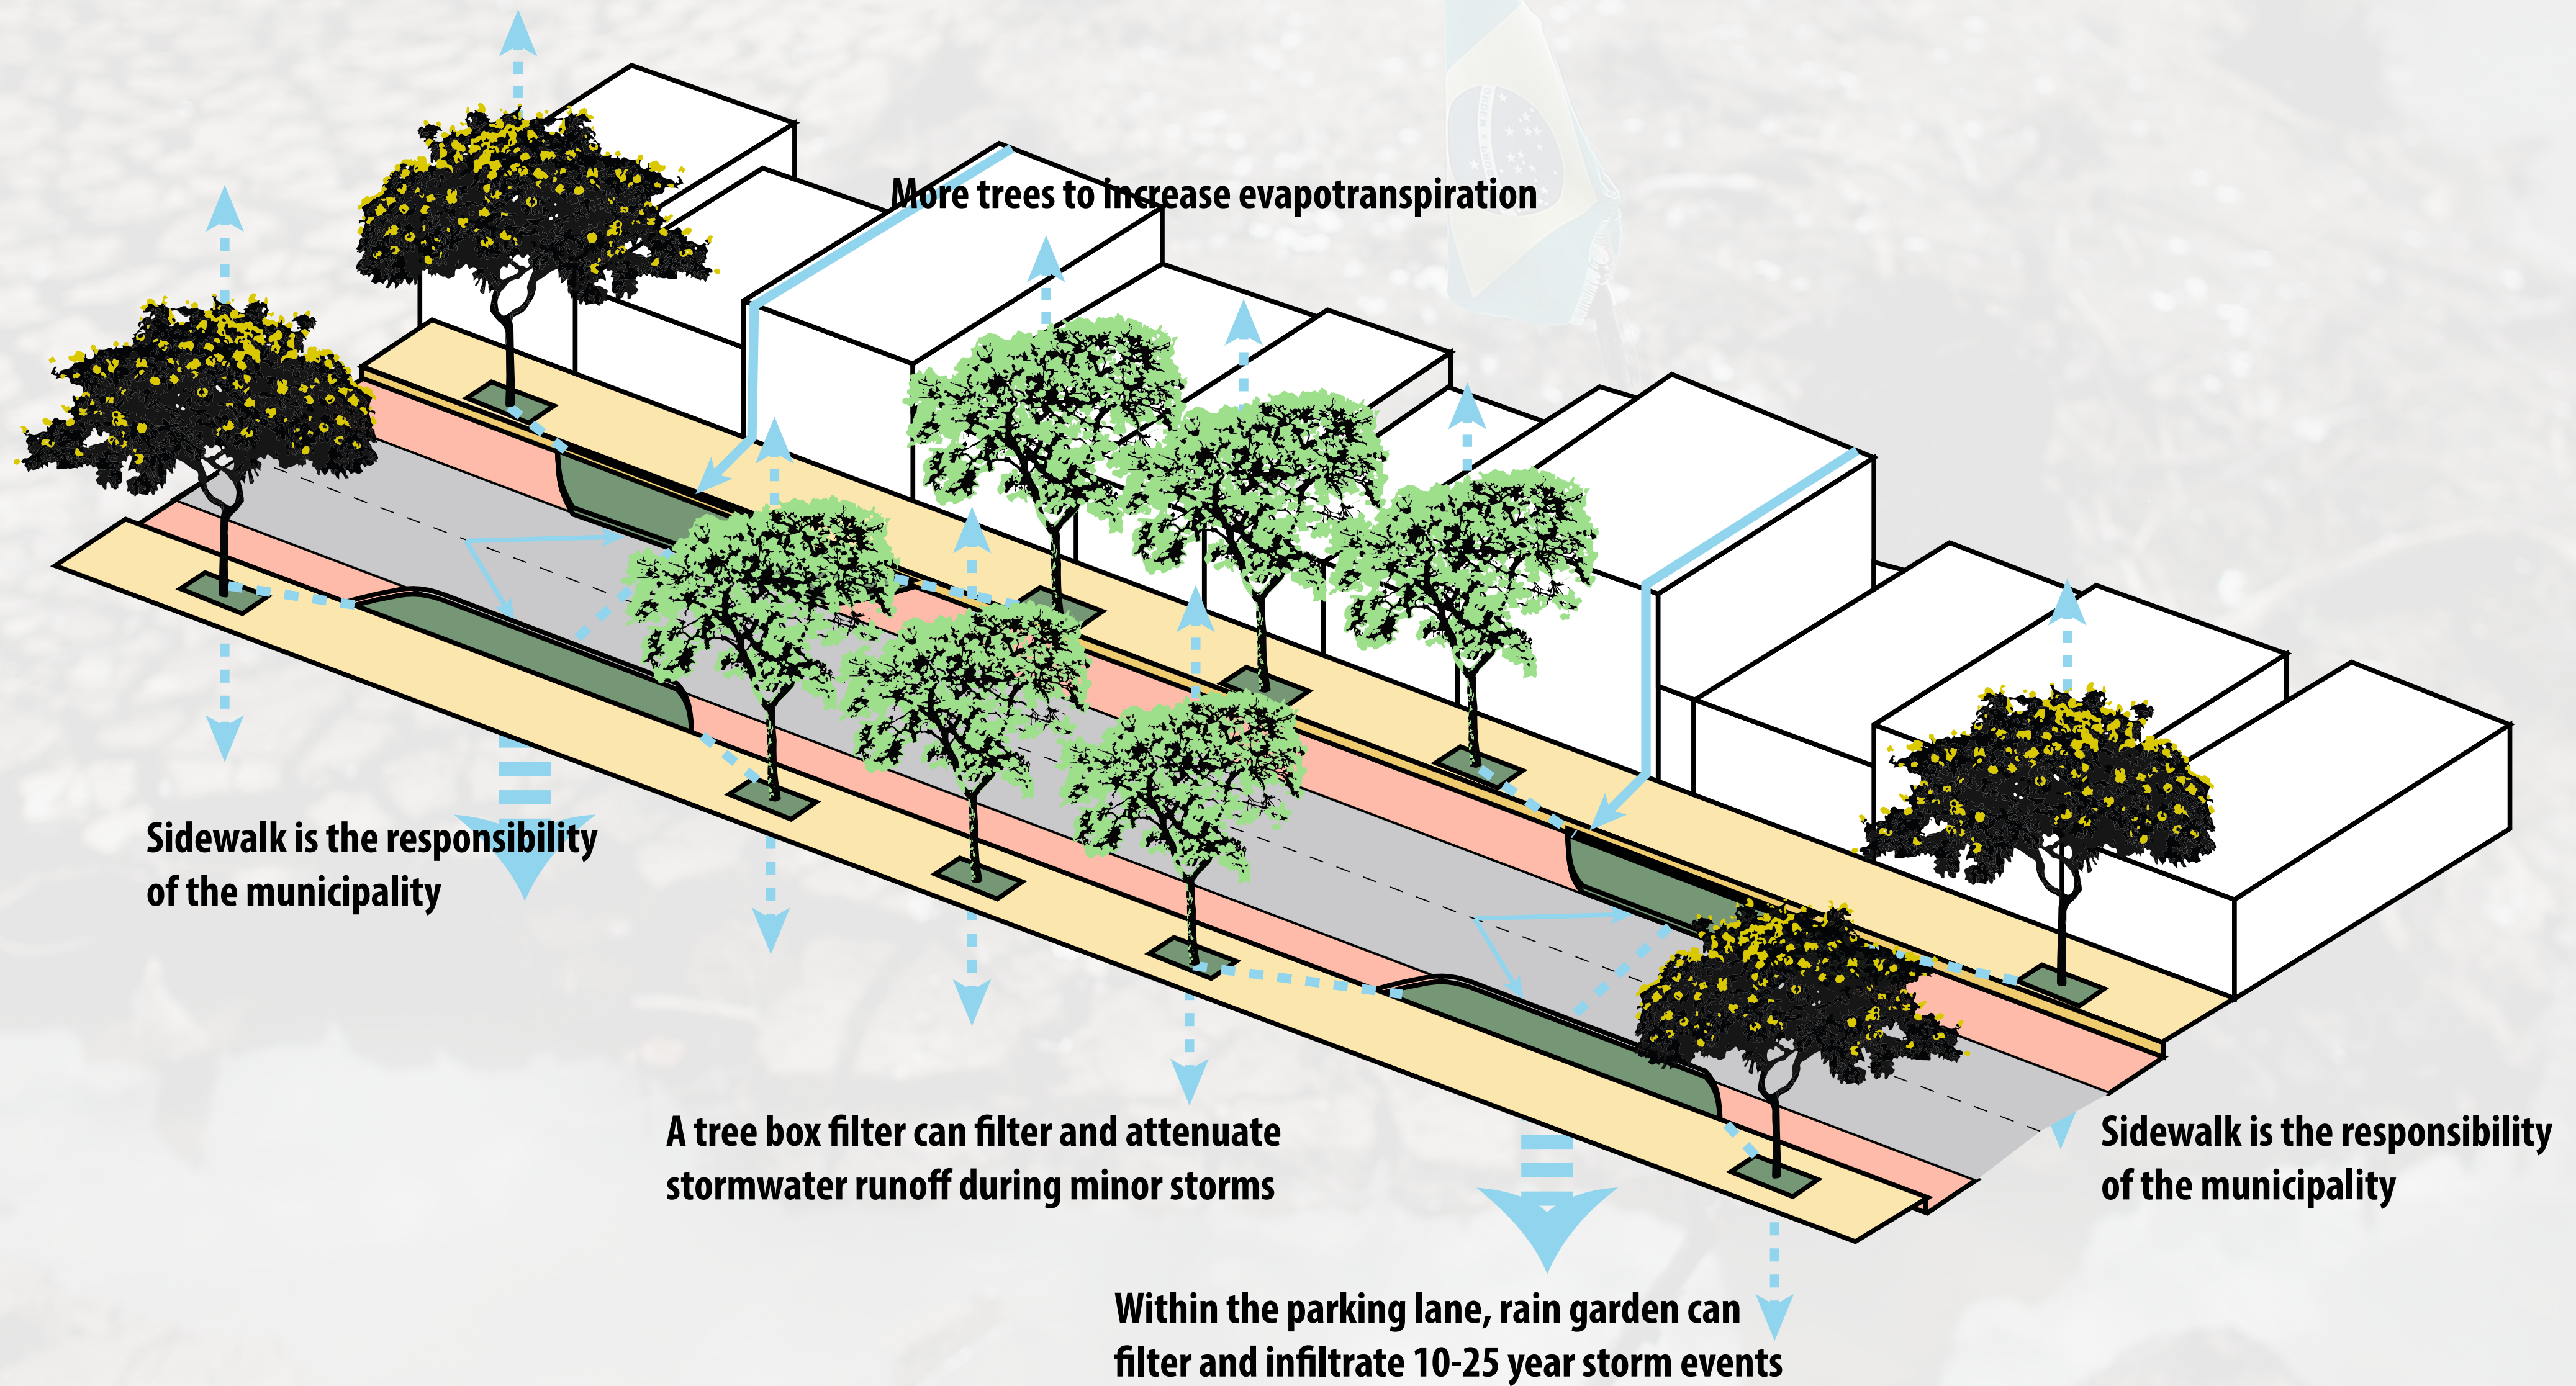 More trees to increase evapotranspiration
Sidewalk is the responsibility
of the municipality
A tree box filter can filter and attenuate
stormwater runoff during minor storms
Sidewalk is the responsibility
of the municipality
Within the parking lane, rain garden can
filter and infiltrate 10-25 year storm events